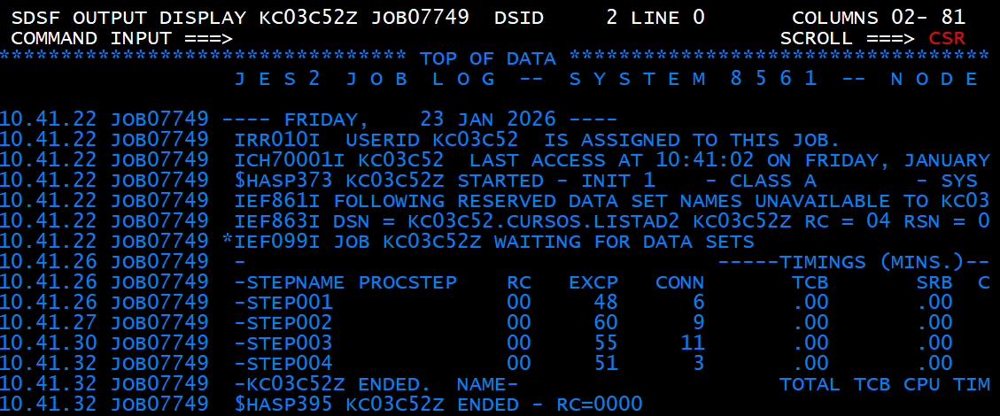 SDSF OUTPUT DISPLAY KC03C52Z JOB07749  DSID     2 LINE 0       COLUMNS 02- 81
COMMAND INPUT ===>                                            SCROLL ===> CSR
********************************* TOP OF DATA **********************************
                   J E S 2  J O B  L O G  --  S Y S T E M  8 5 6 1  --  N O D E

10.41.22 JOB07749 ---- FRIDAY,    23 JAN 2026 ----
10.41.22 JOB07749  IRR010I  USERID KC03C52  IS ASSIGNED TO THIS JOB.
10.41.22 JOB07749  ICH70001I KC03C52  LAST ACCESS AT 10:41:02 ON FRIDAY, JANUARY
10.41.22 JOB07749  $HASP373 KC03C52Z STARTED - INIT 1    - CLASS A        - SYS
10.41.22 JOB07749  IEF861I FOLLOWING RESERVED DATA SET NAMES UNAVAILABLE TO KC03
10.41.22 JOB07749  IEF863I DSN = KC03C52.CURSOS.LISTAD2 KC03C52Z RC = 04 RSN = 0
10.41.22 JOB07749 *IEF099I JOB KC03C52Z WAITING FOR DATA SETS
10.41.26 JOB07749  -                                      -----TIMINGS (MINS.)--
10.41.26 JOB07749  -STEPNAME PROCSTEP    RC   EXCP   CONN       TCB       SRB  C
10.41.26 JOB07749  -STEP001              00     48      6       .00       .00
10.41.27 JOB07749  -STEP002              00     60      9       .00       .00
10.41.30 JOB07749  -STEP003              00     55     11       .00       .00
10.41.32 JOB07749  -STEP004              00     51      3       .00       .00
10.41.32 JOB07749  -KC03C52Z ENDED.  NAME-                     TOTAL TCB CPU TIM
10.41.32 JOB07749  $HASP395 KC03C52Z ENDED - RC=0000